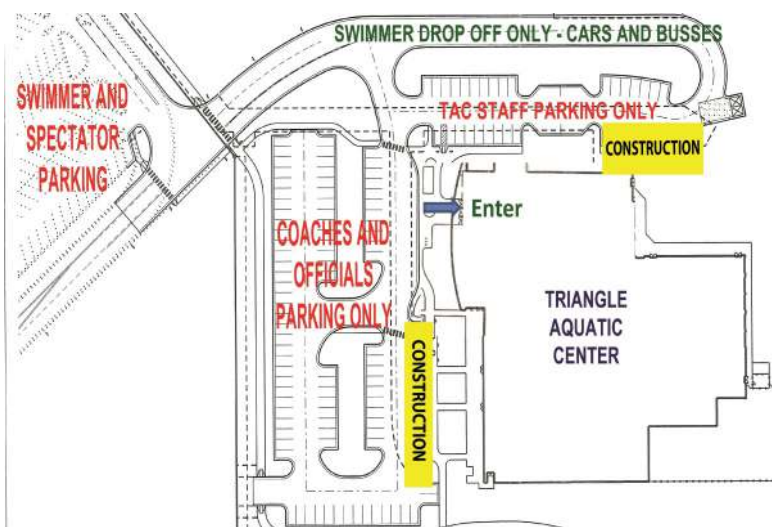 SWIMMER DROP OFF ONLY - CARS AND BUSSES
SWIMMER AND
SPECTATOR
PARKING
TAC STAFF PARKING ONLY
CONSTRUCTION
Enter
COACHES AND
OFFICIALS
PARKING ONLY
TRIANGLE
AQUATIC
CENTER
CONSTRUCTION